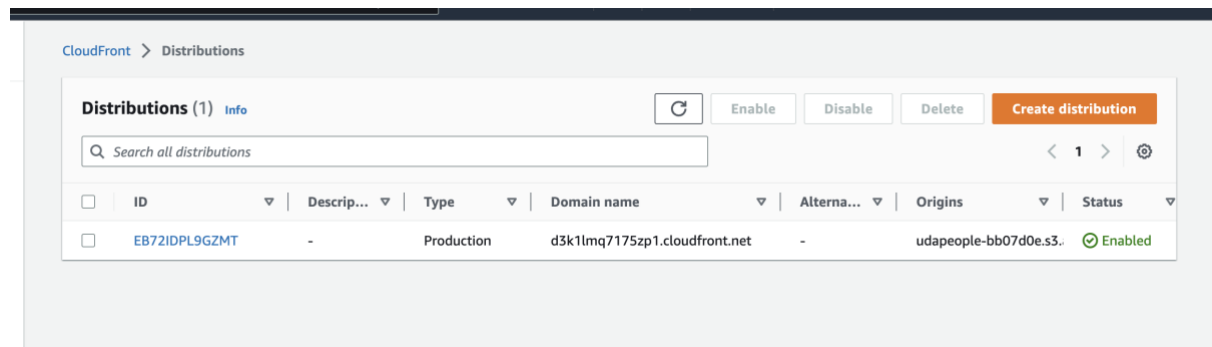 CloudFront > Distributions
Distributions (1) Info Enable Disable Delete Create distribution
Search all distributions 1
ID Descrip... Type Domain name Alterna... Origins Status
EB72IDPL9GZMT - Production d3k1lmq7175zp1.cloudfront.net - udapeople-bb07d0e.s3. Enabled